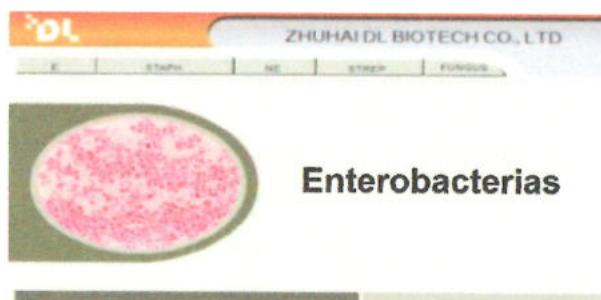 DL
ZHUHAI DL BIOTECH CO., LTD
E STAPH NE STREP FUNGUS
Enterobacterias